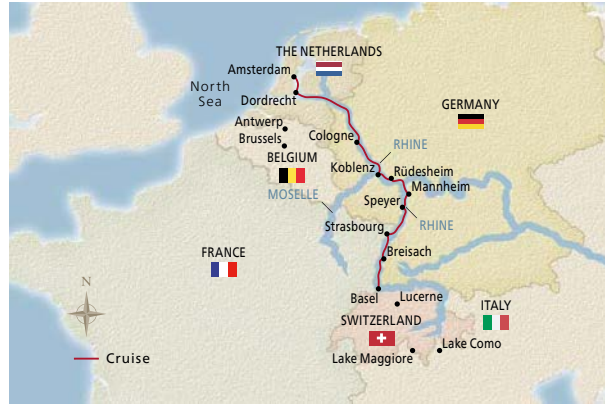 THE NETHERLANDS
Amsterdam
North
Sea
Dordrecht
GERMANY
Antwerp
Brussels
Cologne
RHINE
BELGIUM
Koblenz
Rüdesheim
Mannheim
MOSELLE
Speyer
RHINE
Strasbourg
FRANCE
Breisach
N
Basel
Lucerne
ITALY
SWITZERLAND
Lake Como
Lake Maggiore
Cruise